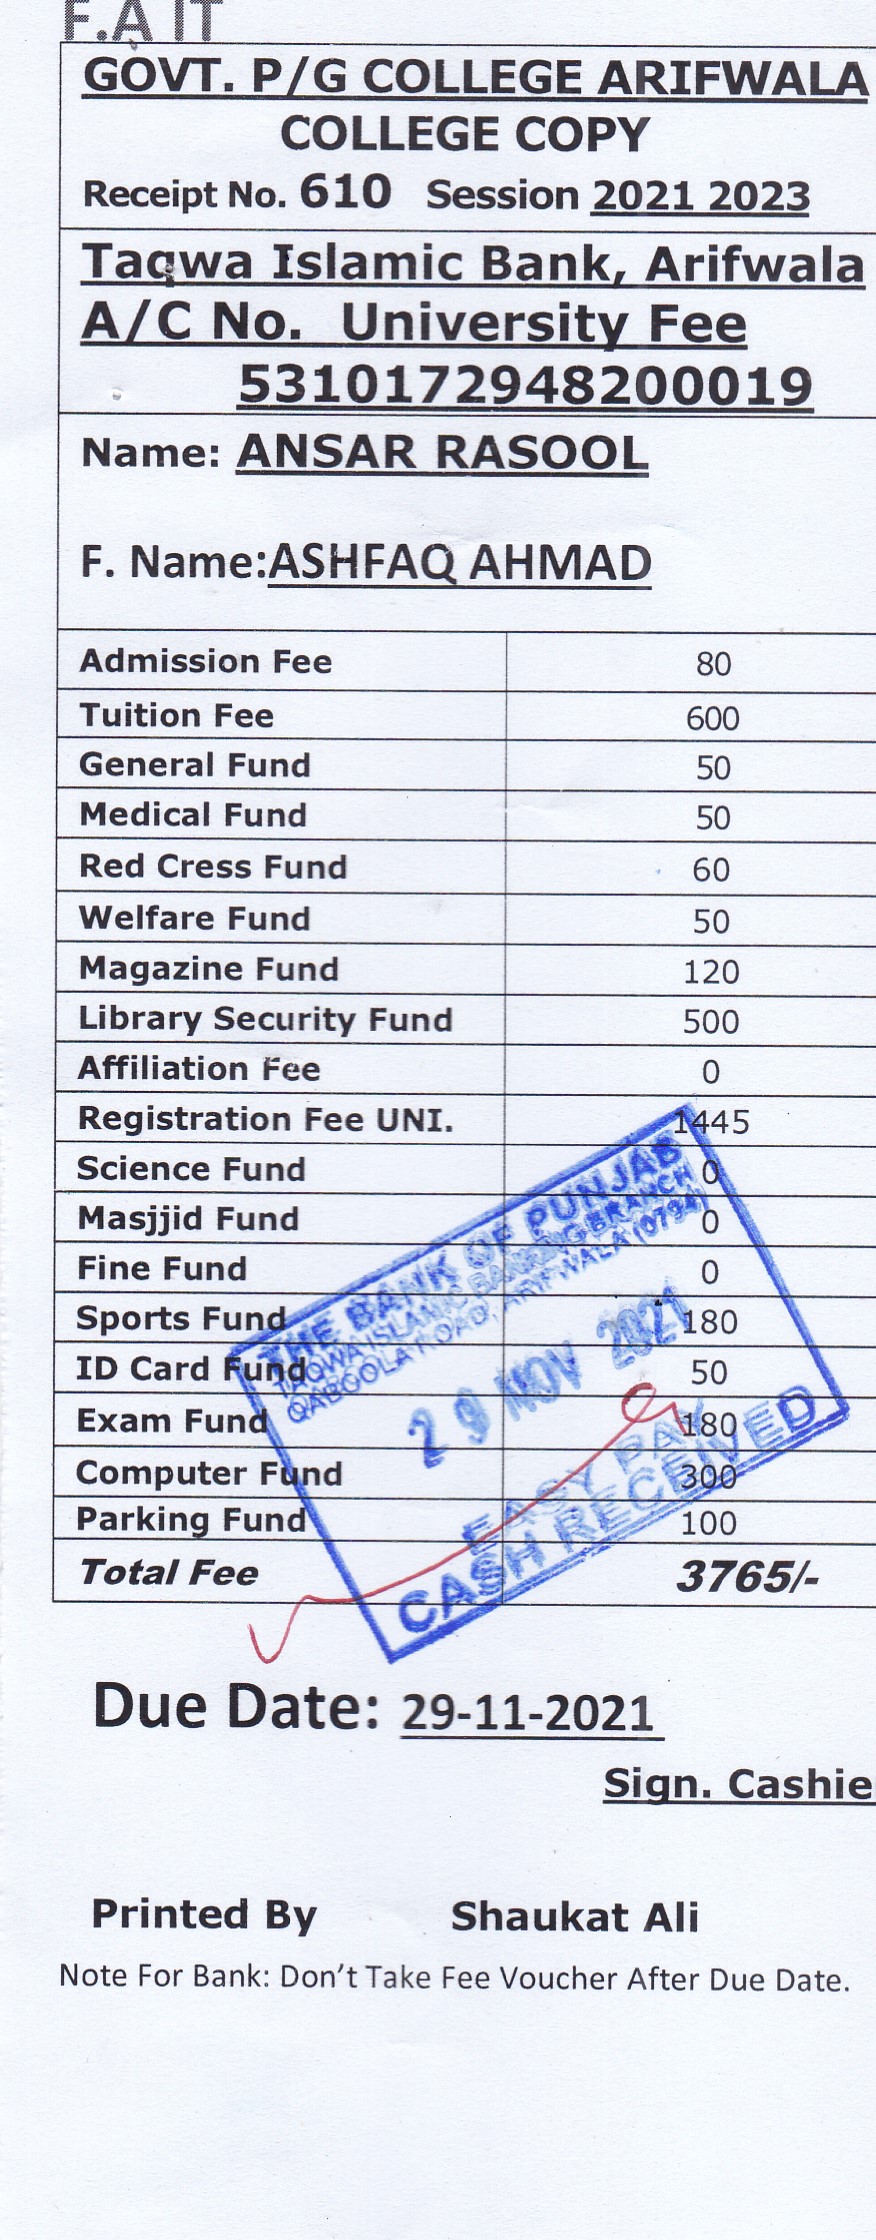 F.A IT
GOVT. P/G COLLEGE ARIFWALA
COLLEGE COPY
Receipt No. 610 Session 2021 2023
Taqwa Islamic Bank, Arifwala
A/C No. University Fee
5310172948200019
Name: ANSAR RASOOL
F. Name:ASHFAQ AHMAD
Admission Fee 80
Tuition Fee 600
General Fund 50
Medical Fund 50
Red Cress Fund 60
Welfare Fund 50
Magazine Fund 120
Library Security Fund 500
Affiliation Fee 0
Registration Fee UNI. 1445
Science Fund 0
Masjjid Fund 0
Fine Fund 0
Sports Fund 180
ID Card Fund 50
Exam Fund 180
Computer Fund 300
Parking Fund 100
Total Fee 3765/-
THE BANK OF PUNJAB
TAQWA ISLAMIC BANKING BRANCH
QABOOLA ROAD, ARIFWALA (0794)
29 NOV 2021
EASY PAY
CASH RECEIVED
Due Date: 29-11-2021
Sign. Cashie
Printed By Shaukat Ali
Note For Bank: Don't Take Fee Voucher After Due Date.